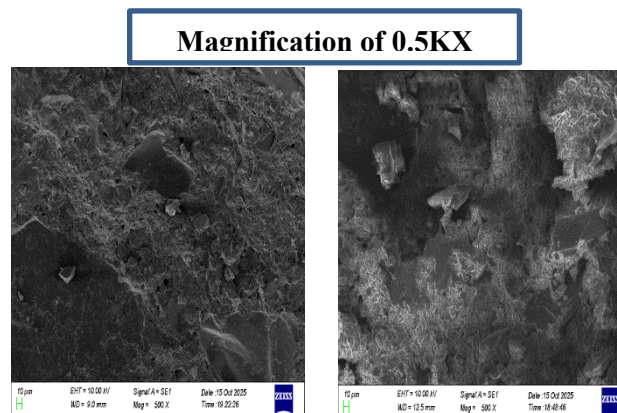 Magnification of 0.5KX
10 µm
EHT = 10.00 kV
Signal A = SE1
Date :15 Oct 2025
WD = 9.0 mm
Mag = 500 X
Time :19:22:26
ZEISS
10 µm
EHT = 10.00 kV
Signal A = SE1
Date :15 Oct 2025
WD = 12.5 mm
Mag = 500 X
Time :18:48:46
ZEISS